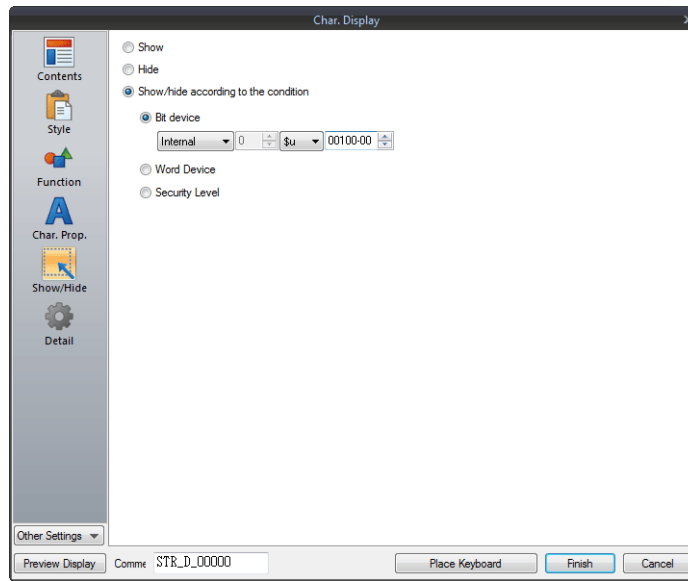 Char. Display
Contents
Style
Function
Char. Prop.
Show/Hide
Detail
Other Settings
Show
Hide
Show/hide according to the condition
Bit device
Internal 0 $u 00100-00
Word Device
Security Level
Preview Display Comme STR_D_00000 Place Keyboard Finish Cancel